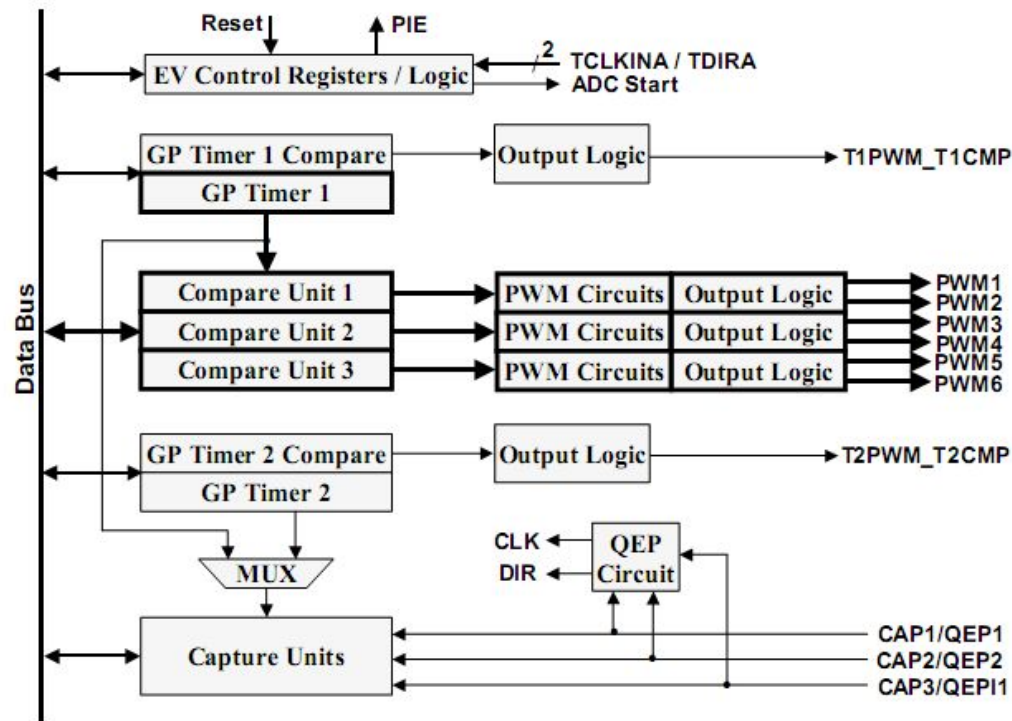 Reset
PIE
2
EV Control Registers / Logic
TCLKINA / TDIRA
ADC Start
GP Timer 1 Compare
Output Logic
T1PWM_T1CMP
GP Timer 1
Data Bus
Compare Unit 1
PWM Circuits
Output Logic
PWM1
PWM2
Compare Unit 2
PWM Circuits
Output Logic
PWM3
PWM4
Compare Unit 3
PWM Circuits
Output Logic
PWM5
PWM6
GP Timer 2 Compare
Output Logic
T2PWM_T2CMP
GP Timer 2
CLK
DIR
QEP
Circuit
MUX
Capture Units
CAP1/QEP1
CAP2/QEP2
CAP3/QEPI1